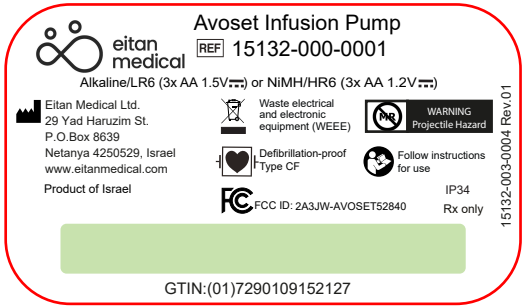 Avoset Infusion Pump
eitan
medical
REF 15132-000-0001
Alkaline/LR6 (3x AA 1.5V⎓) or NiMH/HR6 (3x AA 1.2V⎓)
Eitan Medical Ltd.
29 Yad Haruzim St.
P.O.Box 8639
Netanya 4250529, Israel
www.eitanmedical.com
Product of Israel
Waste electrical
and electronic
equipment (WEEE)
Defibrillation-proof
Type CF
FCC FCC ID: 2A3JW-AVOSET52840
MR
WARNING
Projectile Hazard
Follow instructions
for use
IP34
Rx only
15132-003-0004 Rev.01
GTIN:(01)7290109152127